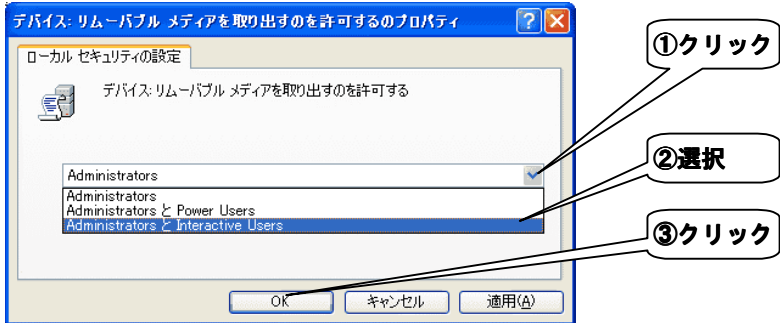 デバイス: リムーバブル メディアを取り出すのを許可するのプロパティ
ローカル セキュリティの設定
デバイス: リムーバブル メディアを取り出すのを許可する
Administrators
Administrators
Administrators と Power Users
Administrators と Interactive Users
OK
キャンセル
適用(A)
①クリック
②選択
③クリック